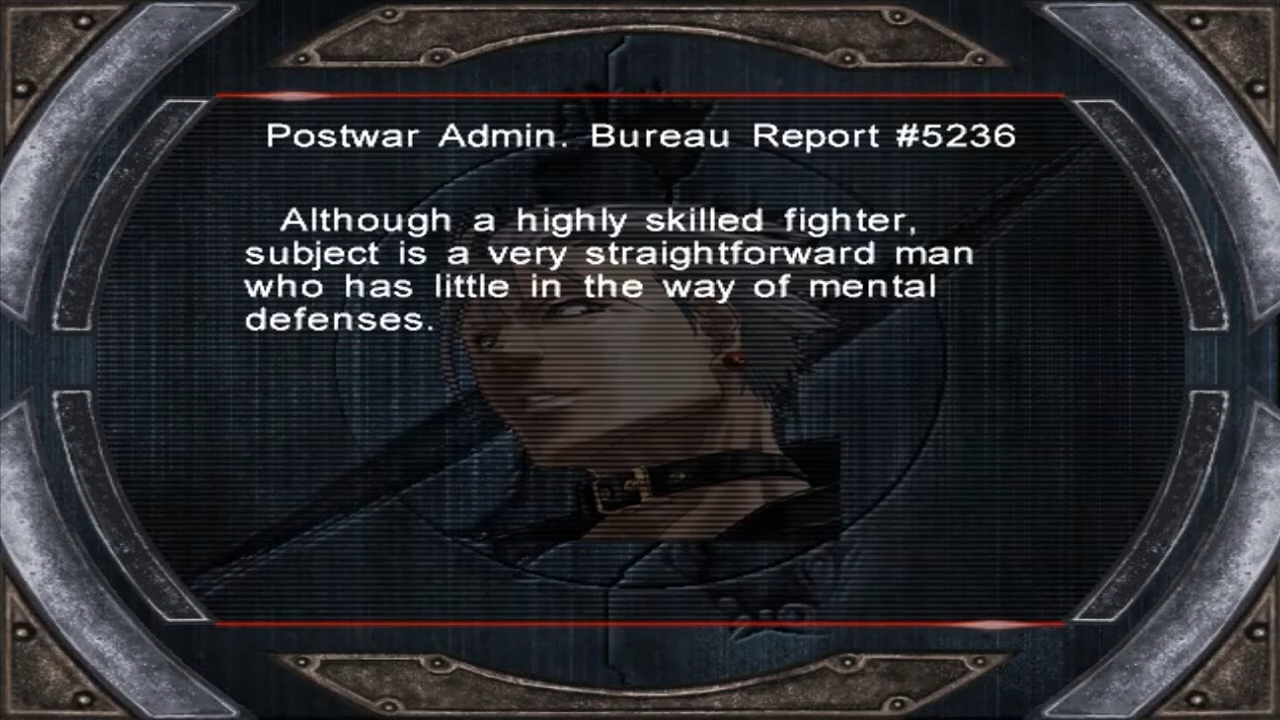 Postwar Admin. Bureau Report #5236
Although a highly skilled fighter,
subject is a very straightforward man
who has little in the way of mental
defenses.